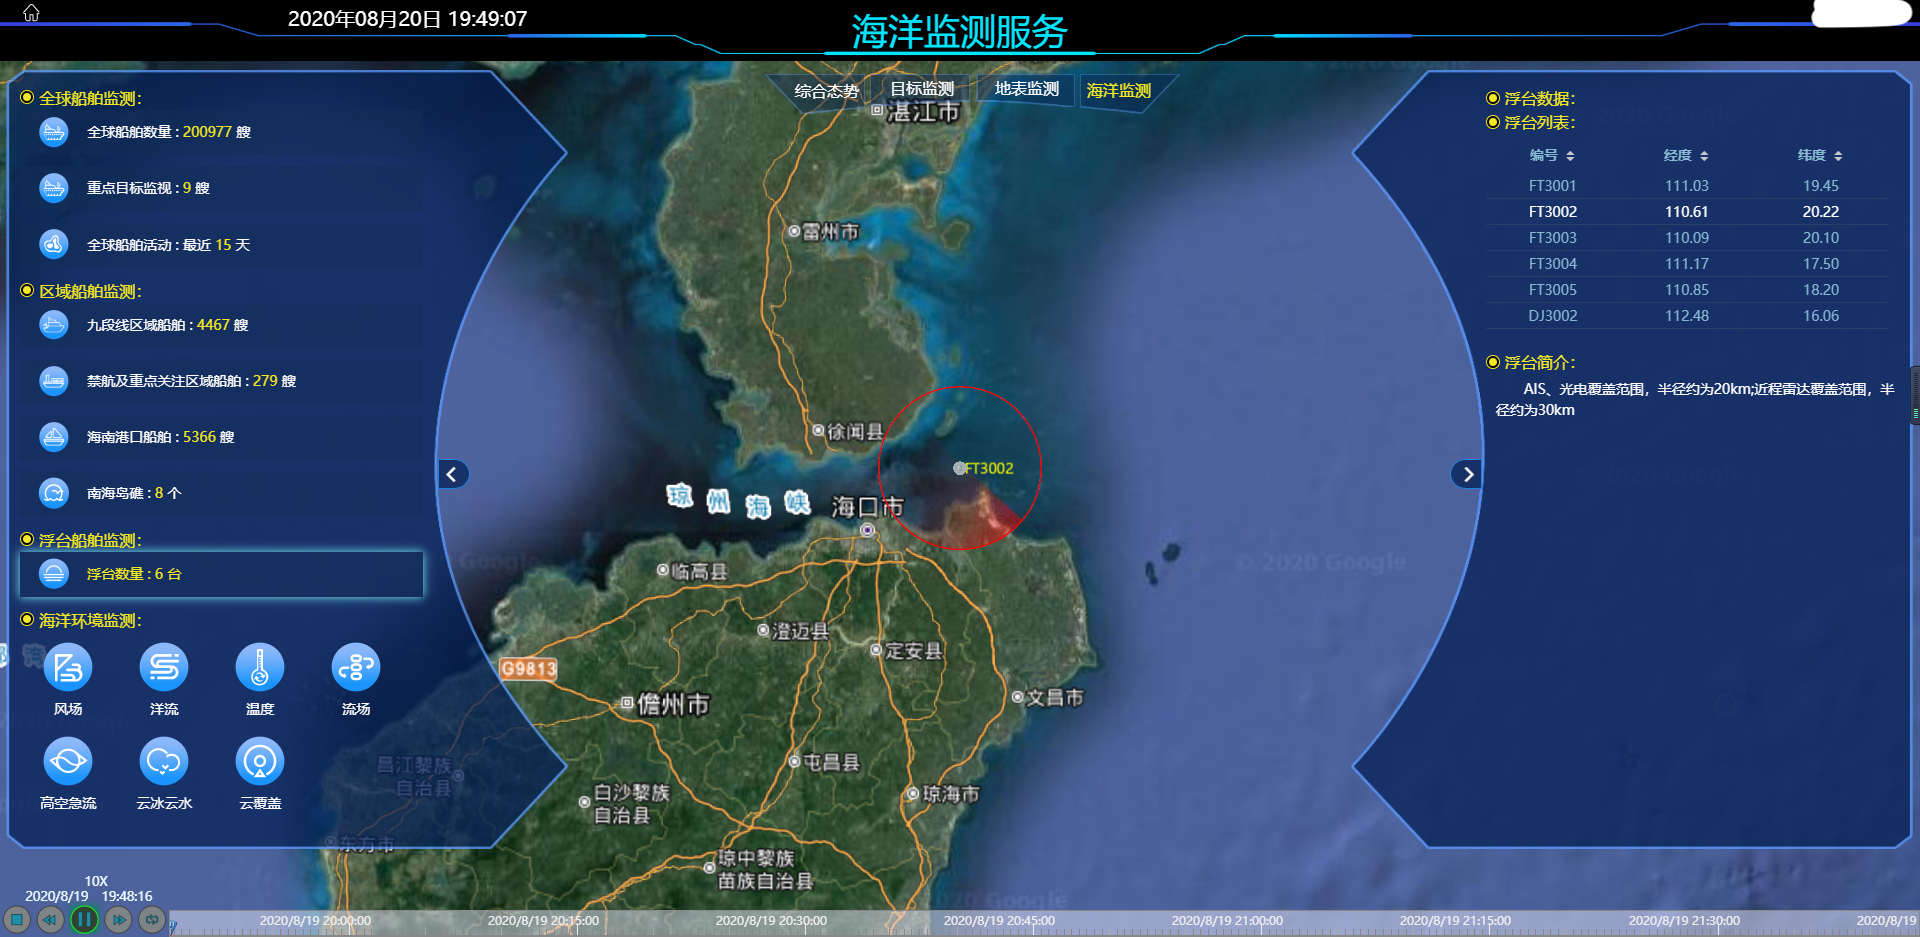 2020年08月20日 19:49:07
海洋监测服务
综合态势
目标监测
地表监测
海洋监测
全球船舶监测：
全球船舶数量 : 200977 艘
重点目标监视 : 9 艘
全球船舶活动 : 最近 15 天
区域船舶监测：
九段线区域船舶 : 4467 艘
禁航及重点关注区域船舶 : 279 艘
海南港口船舶 : 5366 艘
南海岛礁 : 8 个
浮台船舶监测：
浮台数量 : 6 台
海洋环境监测：
风场
洋流
温度
流场
高空急流
云冰云水
云覆盖
湛江市
雷州市
徐闻县
FT3002
琼州海峡
海口市
临高县
澄迈县
定安县
G9813
儋州市
文昌市
昌江黎族
自治县
屯昌县
白沙黎族
自治县
琼海市
东方市
琼中黎族
苗族自治县
湾
Google
© 2020 Google
2020 Google
浮台数据：
浮台列表：
编号 经度 纬度
FT3001 111.03 19.45
FT3002 110.61 20.22
FT3003 110.09 20.10
FT3004 111.17 17.50
FT3005 110.85 18.20
DJ3002 112.48 16.06
浮台简介：
AIS、光电覆盖范围，半径约为20km;近程雷达覆盖范围，半
径约为30km
10X
2020/8/19 19:48:16
2020/8/19 20:00:00
2020/8/19 20:15:00
2020/8/19 20:30:00
2020/8/19 20:45:00
2020/8/19 21:00:00
2020/8/19 21:15:00
2020/8/19 21:30:00
2020/8/19